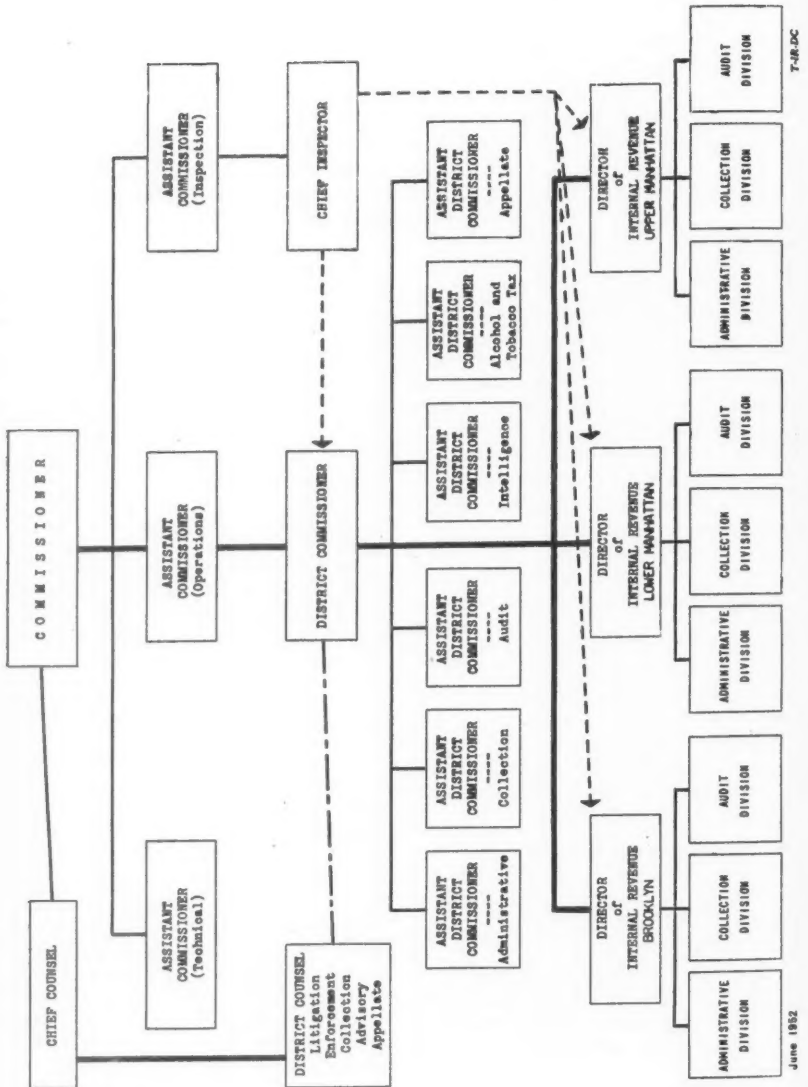 COMMISSIONER
CHIEF COUNSEL
ASSISTANT
COMMISSIONER
(Technical)
ASSISTANT
COMMISSIONER
(Operations)
ASSISTANT
COMMISSIONER
(Inspection)
DISTRICT COUNSEL
Litigation
Enforcement
Collection
Advisory
Appellate
DISTRICT COMMISSIONER
CHIEF INSPECTOR
ASSISTANT
DISTRICT
COMMISSIONER
----
Administrative
ASSISTANT
DISTRICT
COMMISSIONER
----
Collection
ASSISTANT
DISTRICT
COMMISSIONER
----
Audit
ASSISTANT
DISTRICT
COMMISSIONER
----
Intelligence
ASSISTANT
DISTRICT
COMMISSIONER
----
Alcohol and
Tobacco Tax
ASSISTANT
DISTRICT
COMMISSIONER
----
Appellate
DIRECTOR
of
INTERNAL REVENUE
BROOKLYN
DIRECTOR
of
INTERNAL REVENUE
LOWER MANHATTAN
DIRECTOR
of
INTERNAL REVENUE
UPPER MANHATTAN
ADMINISTRATIVE
DIVISION
COLLECTION
DIVISION
AUDIT
DIVISION
ADMINISTRATIVE
DIVISION
COLLECTION
DIVISION
AUDIT
DIVISION
ADMINISTRATIVE
DIVISION
COLLECTION
DIVISION
AUDIT
DIVISION
June 1952
T-IR-DC